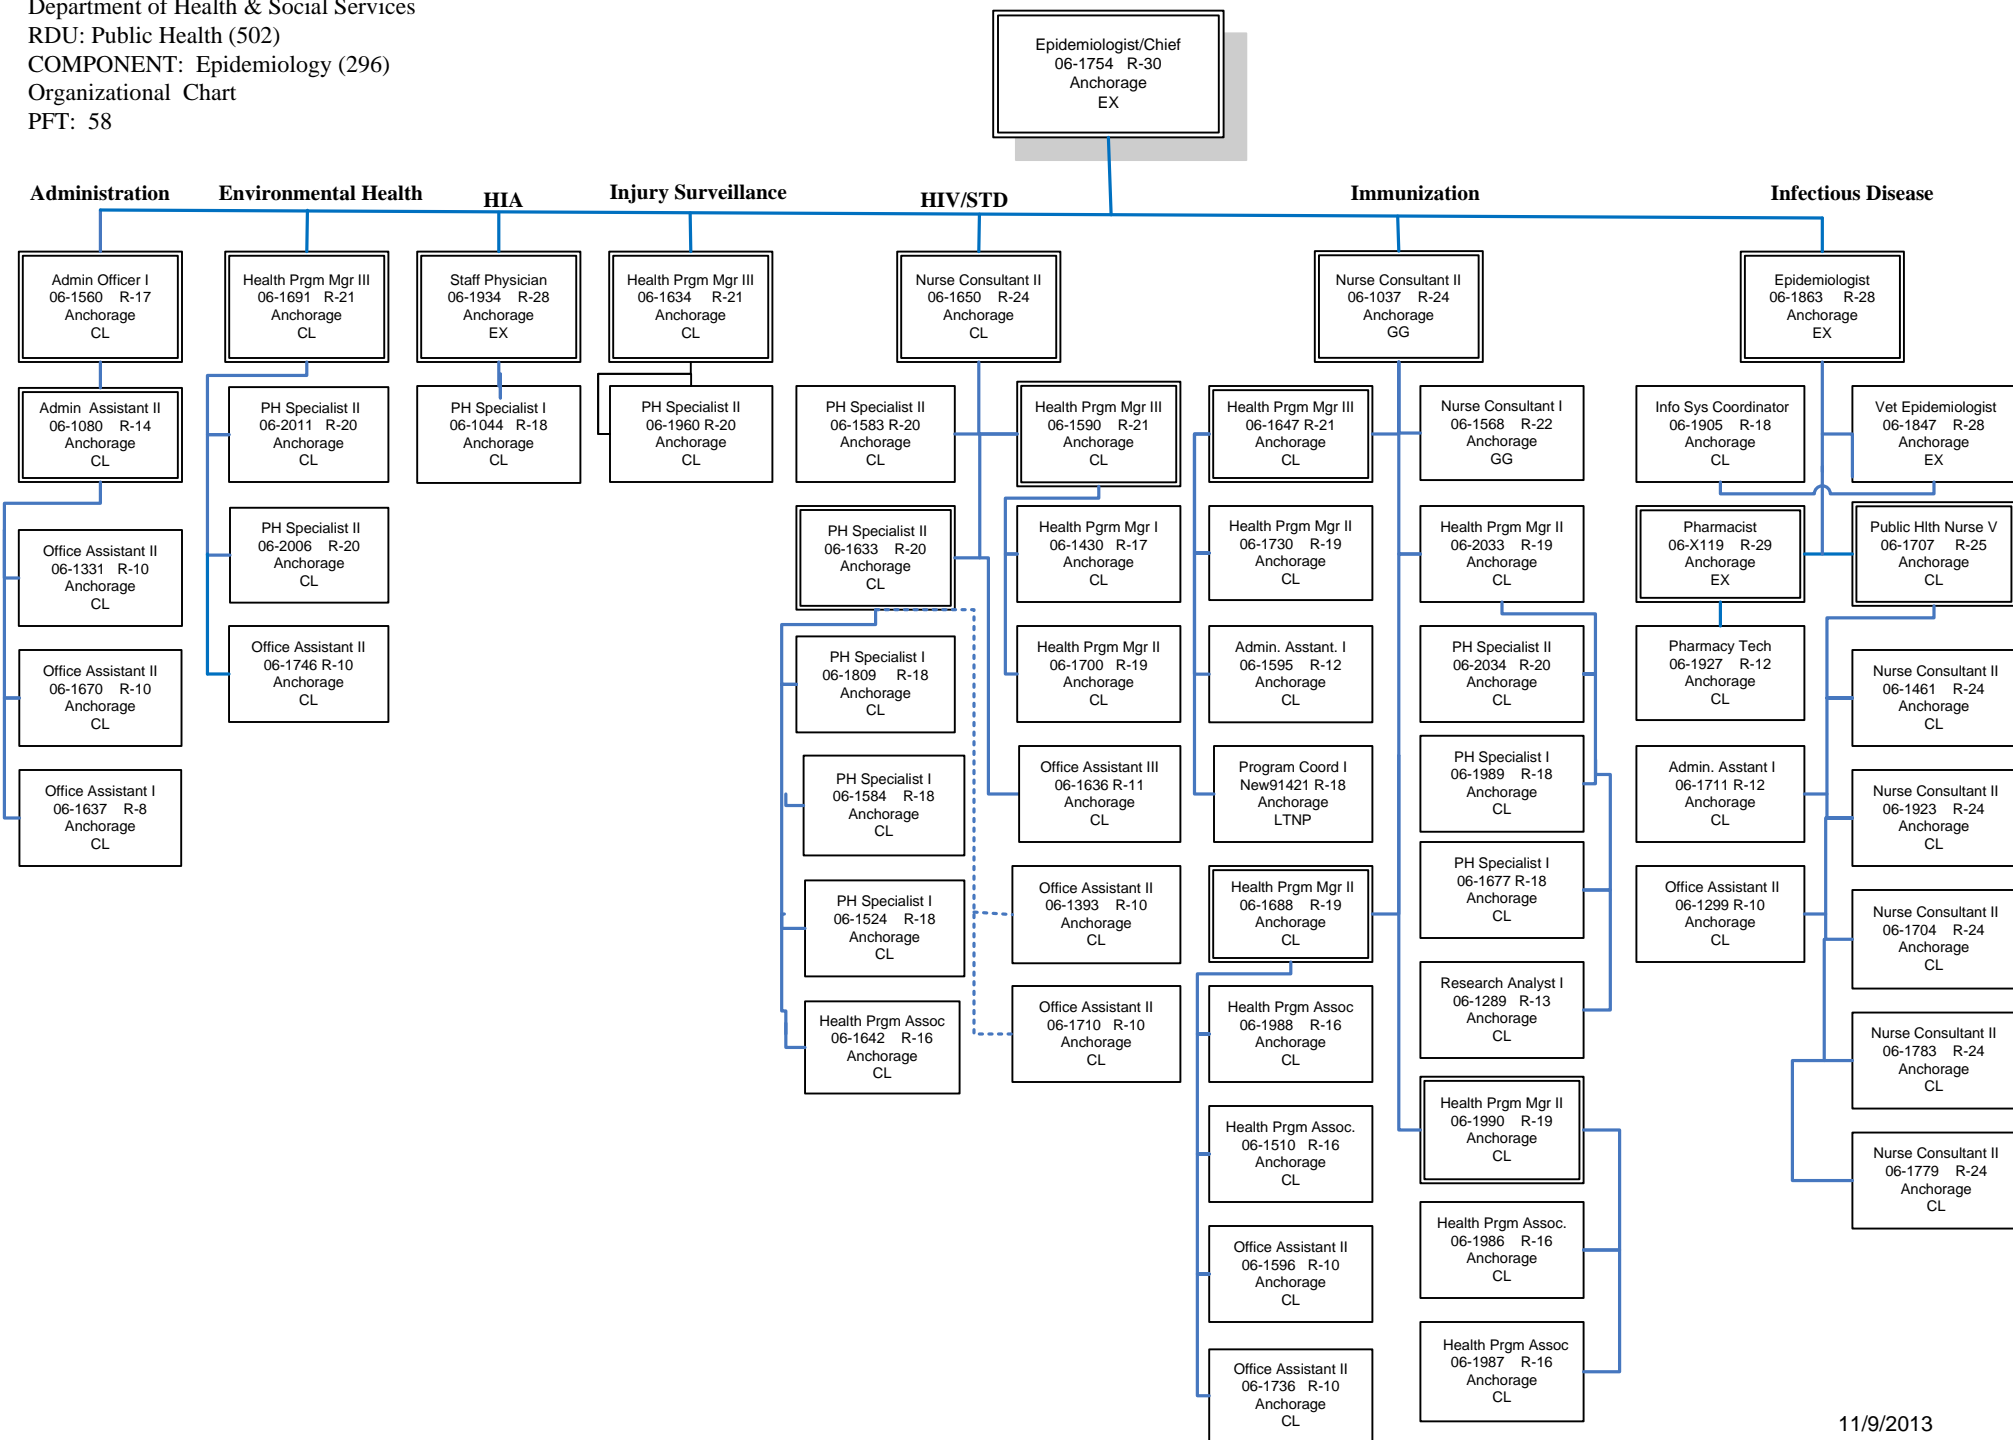 Department of Health & Social Services
RDU: Public Health (502)
COMPONENT: Epidemiology (296)
Organizational Chart
PFT: 58
Epidemiologist/Chief
06-1754 R-30
Anchorage
EX
Administration
Environmental Health
HIA
Injury Surveillance
HIV/STD
Immunization
Infectious Disease
Admin Officer I
06-1560 R-17
Anchorage
CL
Health Prgm Mgr III
06-1691 R-21
Anchorage
CL
Staff Physician
06-1934 R-28
Anchorage
EX
Health Prgm Mgr III
06-1634 R-21
Anchorage
CL
Nurse Consultant II
06-1650 R-24
Anchorage
CL
Nurse Consultant II
06-1037 R-24
Anchorage
GG
Epidemiologist
06-1863 R-28
Anchorage
EX
Admin Assistant II
06-1080 R-14
Anchorage
CL
PH Specialist II
06-2011 R-20
Anchorage
CL
PH Specialist I
06-1044 R-18
Anchorage
CL
PH Specialist II
06-1960 R-20
Anchorage
CL
PH Specialist II
06-1583 R-20
Anchorage
CL
Health Prgm Mgr III
06-1590 R-21
Anchorage
CL
Health Prgm Mgr III
06-1647 R-21
Anchorage
CL
Nurse Consultant I
06-1568 R-22
Anchorage
GG
Info Sys Coordinator
06-1905 R-18
Anchorage
CL
Vet Epidemiologist
06-1847 R-28
Anchorage
EX
Office Assistant II
06-1331 R-10
Anchorage
CL
PH Specialist II
06-2006 R-20
Anchorage
CL
PH Specialist II
06-1633 R-20
Anchorage
CL
Health Pgrm Mgr I
06-1430 R-17
Anchorage
CL
Health Prgm Mgr II
06-1730 R-19
Anchorage
CL
Health Prgm Mgr II
06-2033 R-19
Anchorage
CL
Pharmacist
06-X119 R-29
Anchorage
EX
Public Hlth Nurse V
06-1707 R-25
Anchorage
CL
Office Assistant II
06-1670 R-10
Anchorage
CL
Office Assistant II
06-1746 R-10
Anchorage
CL
PH Specialist I
06-1809 R-18
Anchorage
CL
Health Prgm Mgr II
06-1700 R-19
Anchorage
CL
Admin. Asstant. I
06-1595 R-12
Anchorage
CL
PH Specialist II
06-2034 R-20
Anchorage
CL
Pharmacy Tech
06-1927 R-12
Anchorage
CL
Nurse Consultant II
06-1461 R-24
Anchorage
CL
Office Assistant I
06-1637 R-8
Anchorage
CL
PH Specialist I
06-1584 R-18
Anchorage
CL
Office Assistant III
06-1636 R-11
Anchorage
CL
Program Coord I
New91421 R-18
Anchorage
LTNP
PH Specialist I
06-1989 R-18
Anchorage
CL
Admin. Asstant I
06-1711 R-12
Anchorage
CL
Nurse Consultant II
06-1923 R-24
Anchorage
CL
PH Specialist I
06-1524 R-18
Anchorage
CL
Office Assistant II
06-1393 R-10
Anchorage
CL
Health Prgm Mgr II
06-1688 R-19
Anchorage
CL
PH Specialist I
06-1677 R-18
Anchorage
CL
Office Assistant II
06-1299 R-10
Anchorage
CL
Nurse Consultant II
06-1704 R-24
Anchorage
CL
Health Prgm Assoc
06-1642 R-16
Anchorage
CL
Office Assistant II
06-1710 R-10
Anchorage
CL
Health Prgm Assoc
06-1988 R-16
Anchorage
CL
Research Analyst I
06-1289 R-13
Anchorage
CL
Nurse Consultant II
06-1783 R-24
Anchorage
CL
Health Prgm Assoc.
06-1510 R-16
Anchorage
CL
Health Prgm Mgr II
06-1990 R-19
Anchorage
CL
Nurse Consultant II
06-1779 R-24
Anchorage
CL
Office Assistant II
06-1596 R-10
Anchorage
CL
Health Prgm Assoc.
06-1986 R-16
Anchorage
CL
Office Assistant II
06-1736 R-10
Anchorage
CL
Health Prgm Assoc
06-1987 R-16
Anchorage
CL
11/9/2013